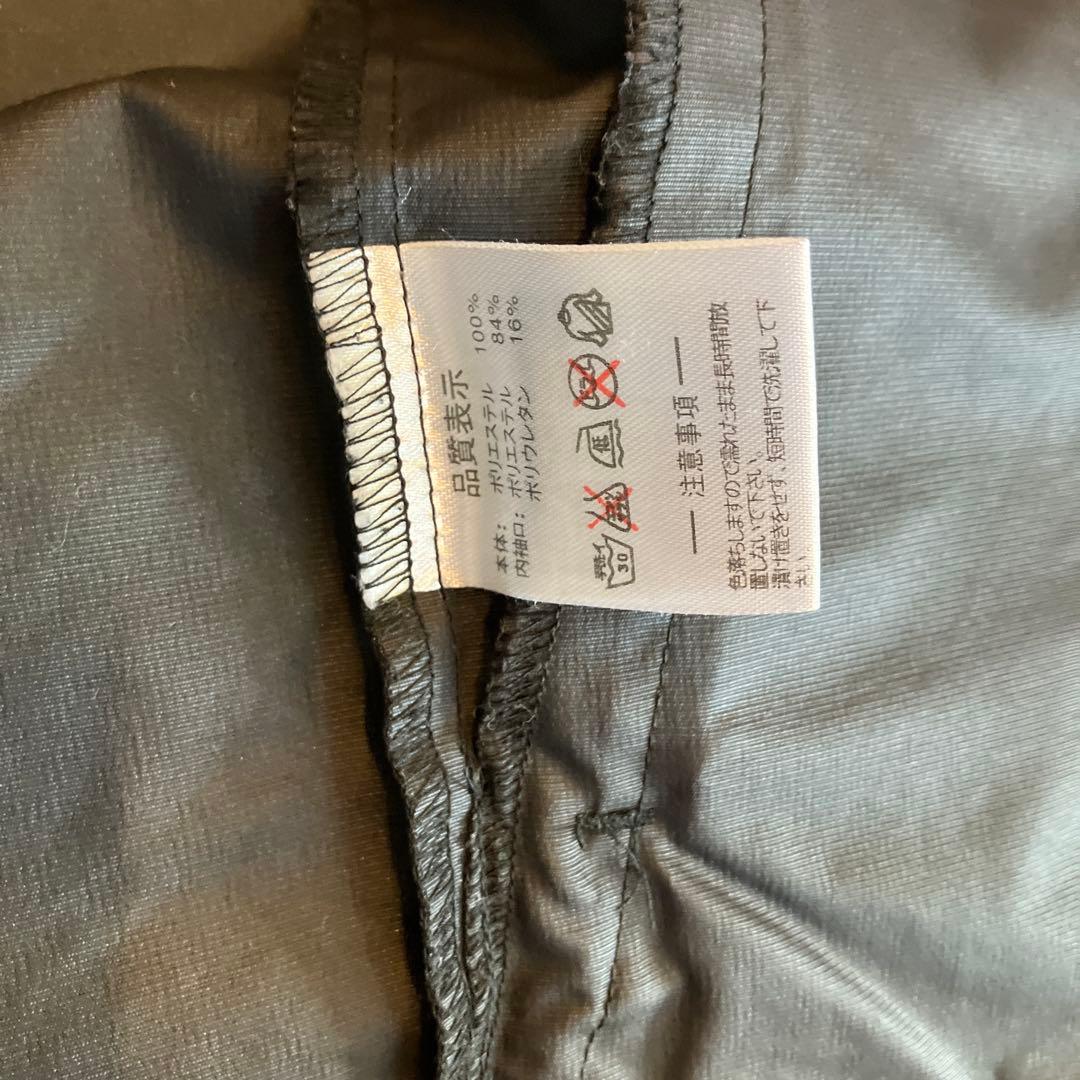 品質表示
本体: ポリエステル 100%
内袖口: ポリエステル 84%
ポリウレタン 16%
手洗イ
30
― 注意事項 ―
色落ちしますので濡れたまま長時間放
置しないで下さい。
漬け置きをせず、短時間で洗濯して下
さい。